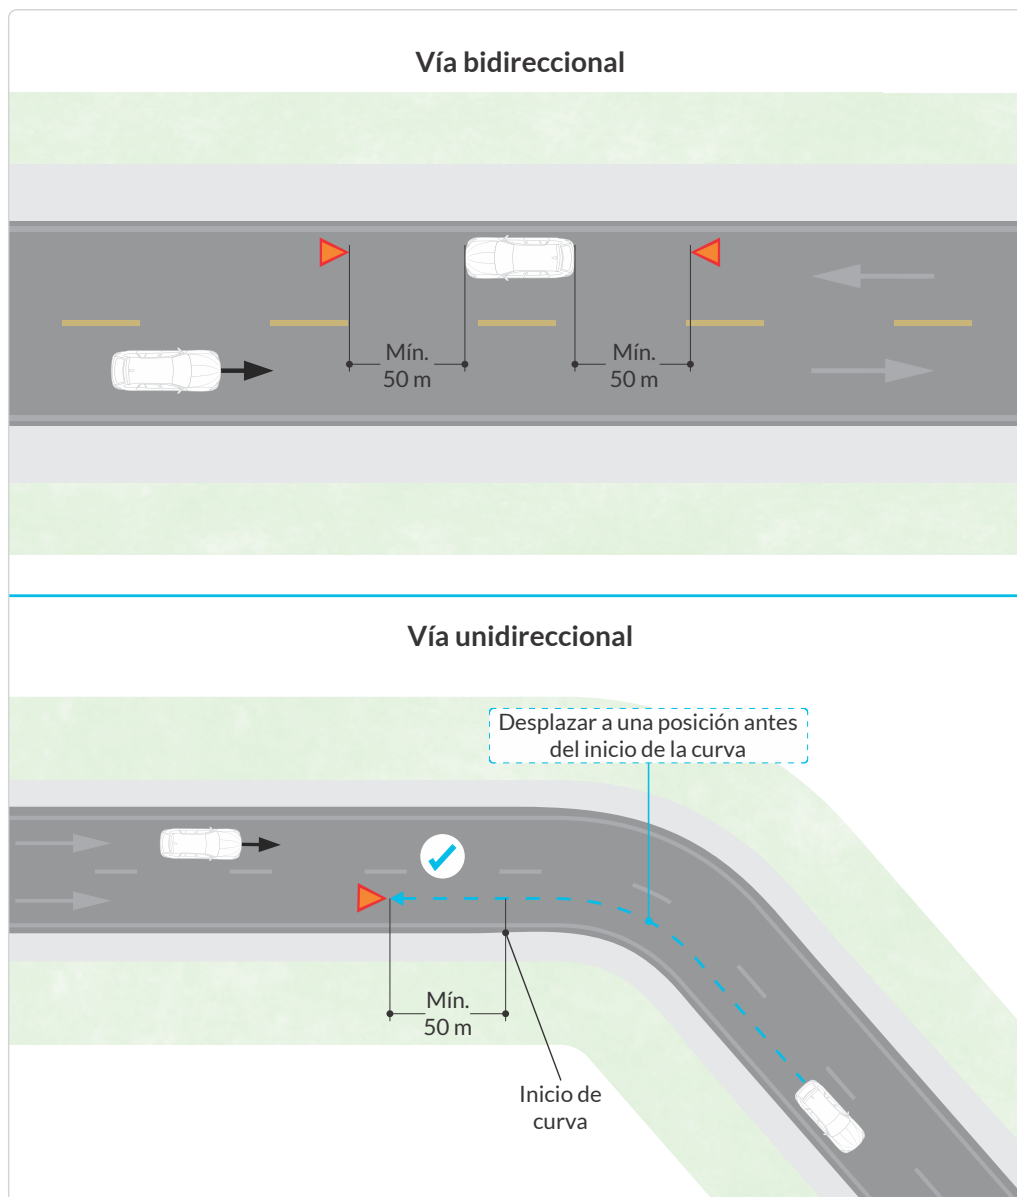 Vía bidireccional
Mín.
50 m
Mín.
50 m
Vía unidireccional
Desplazar a una posición antes
del inicio de la curva
Mín.
50 m
Inicio de
curva